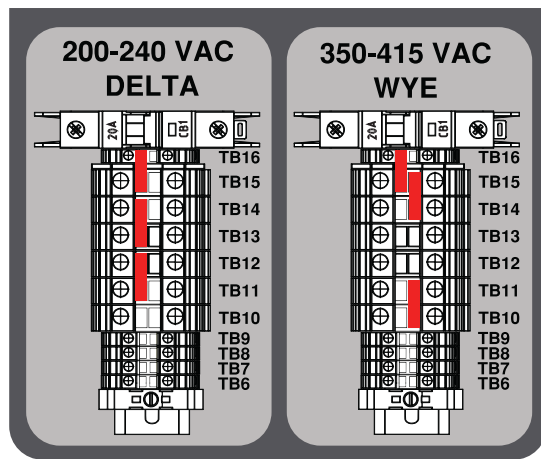 200-240 VAC
DELTA
20A
CB1
TB16
TB15
TB14
TB13
TB12
TB11
TB10
TB9
TB8
TB7
TB6
350-415 VAC
WYE
20A
CB1
TB16
TB15
TB14
TB13
TB12
TB11
TB10
TB9
TB8
TB7
TB6